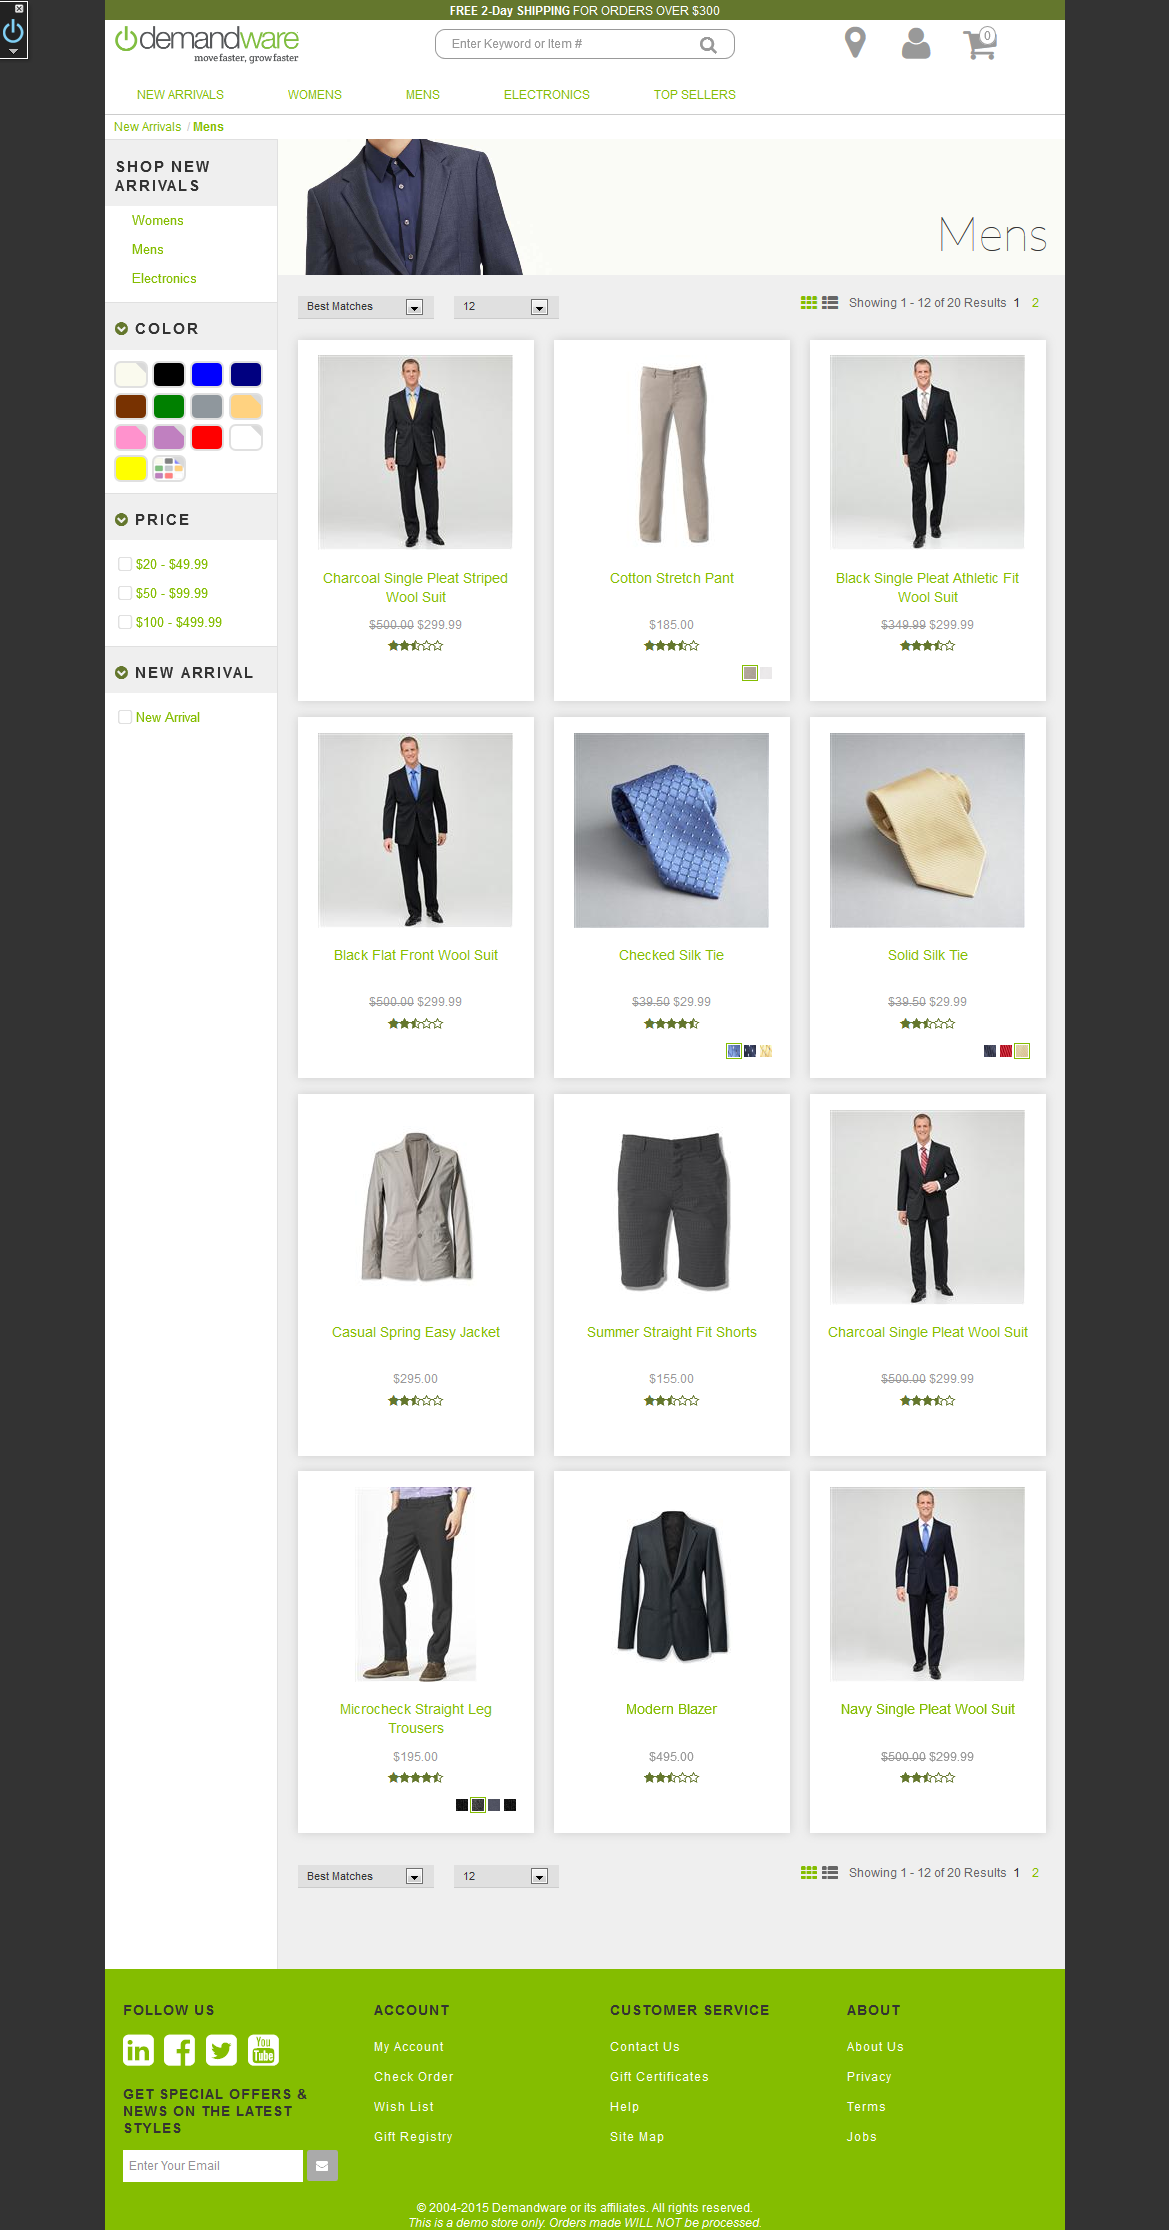 FREE 2-Day SHIPPING FOR ORDERS OVER $300
demandware
move faster, grow faster
Enter Keyword or Item #
0
NEW ARRIVALS WOMENS MENS ELECTRONICS TOP SELLERS
New Arrivals / Mens
SHOP NEW
ARRIVALS
Womens
Mens
Electronics
COLOR
PRICE
$20 - $49.99
$50 - $99.99
$100 - $499.99
NEW ARRIVAL
New Arrival
Mens
Best Matches 12 Showing 1 - 12 of 20 Results 1 2
Charcoal Single Pleat Striped
Wool Suit
$500.00 $299.99
Cotton Stretch Pant
$185.00
Black Single Pleat Athletic Fit
Wool Suit
$349.99 $299.99
Black Flat Front Wool Suit
$500.00 $299.99
Checked Silk Tie
$39.50 $29.99
Solid Silk Tie
$39.50 $29.99
Casual Spring Easy Jacket
$295.00
Summer Straight Fit Shorts
$155.00
Charcoal Single Pleat Wool Suit
$500.00 $299.99
Microcheck Straight Leg
Trousers
$195.00
Modern Blazer
$495.00
Navy Single Pleat Wool Suit
$500.00 $299.99
Best Matches 12 Showing 1 - 12 of 20 Results 1 2
FOLLOW US
in f You Tube
GET SPECIAL OFFERS &
NEWS ON THE LATEST
STYLES
Enter Your Email
ACCOUNT
My Account
Check Order
Wish List
Gift Registry
CUSTOMER SERVICE
Contact Us
Gift Certificates
Help
Site Map
ABOUT
About Us
Privacy
Terms
Jobs
© 2004-2015 Demandware or its affiliates. All rights reserved.
This is a demo store only. Orders made WILL NOT be processed.